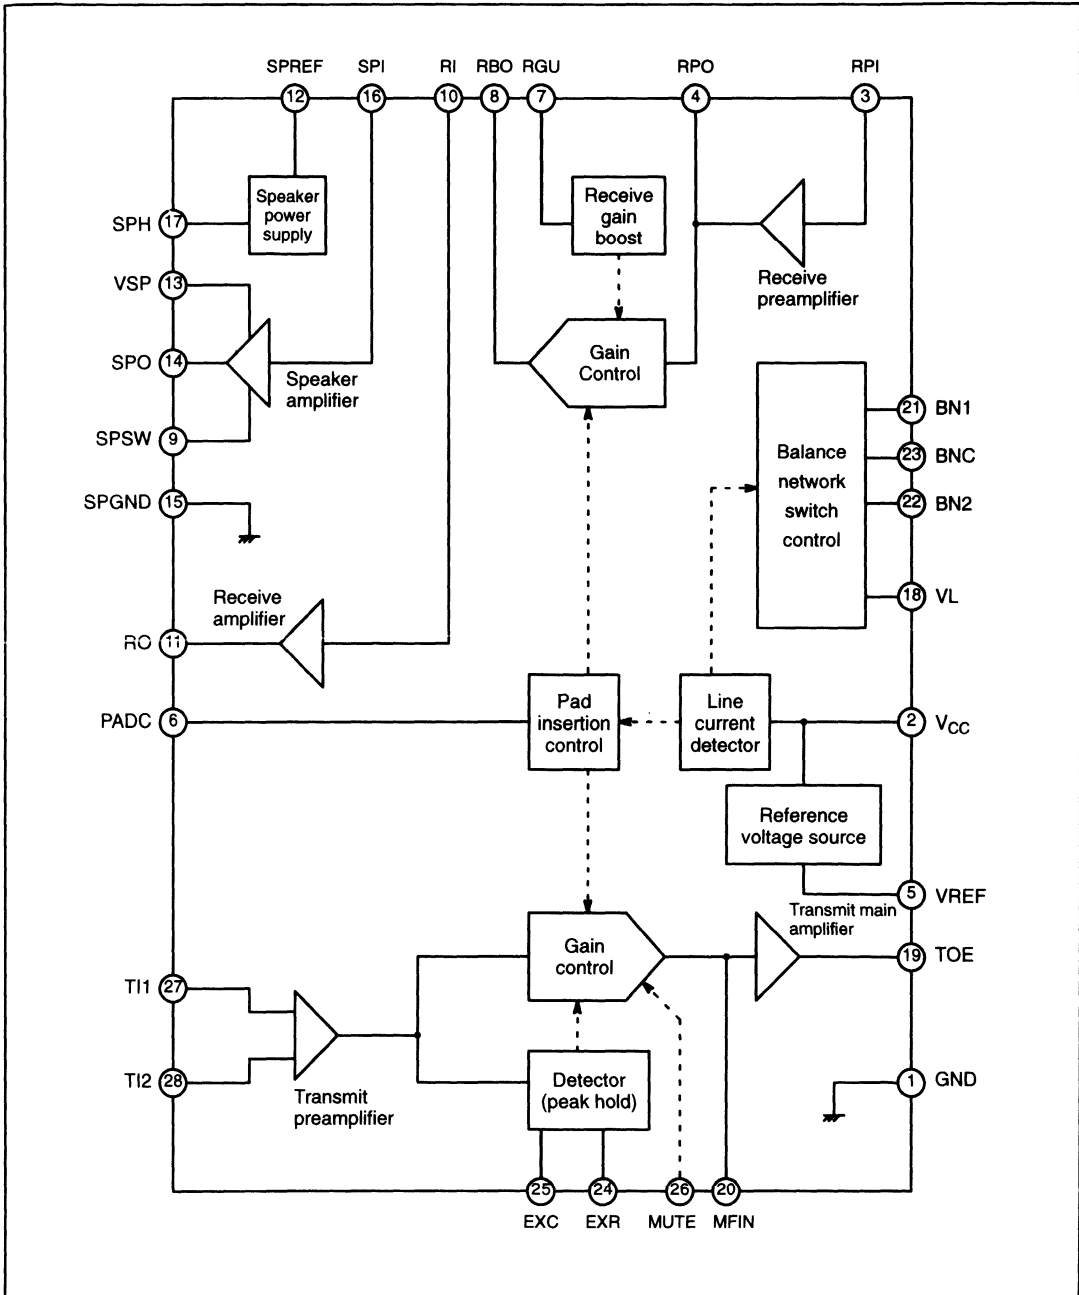 SPREF SPI RI RBO RGU RPO RPI
12 16 10 8 7 4 3
Speaker
power
supply
Receive
gain
boost
SPH 17
VSP 13
Receive
preamplifier
SPO 14
Speaker
amplifier
Gain
Control
SPSW 9
SPGND 15
Balance
network
switch
control
21 BN1
23 BNC
22 BN2
18 VL
Receive
amplifier
RO 11
PADC 6
Pad
insertion
control
Line
current
detector
2 VCC
Reference
voltage source
5 VREF
Transmit main
amplifier
19 TOE
Gain
control
TI1 27
TI2 28
Transmit
preamplifier
Detector
(peak hold)
1 GND
25 24 26 20
EXC EXR MUTE MFIN